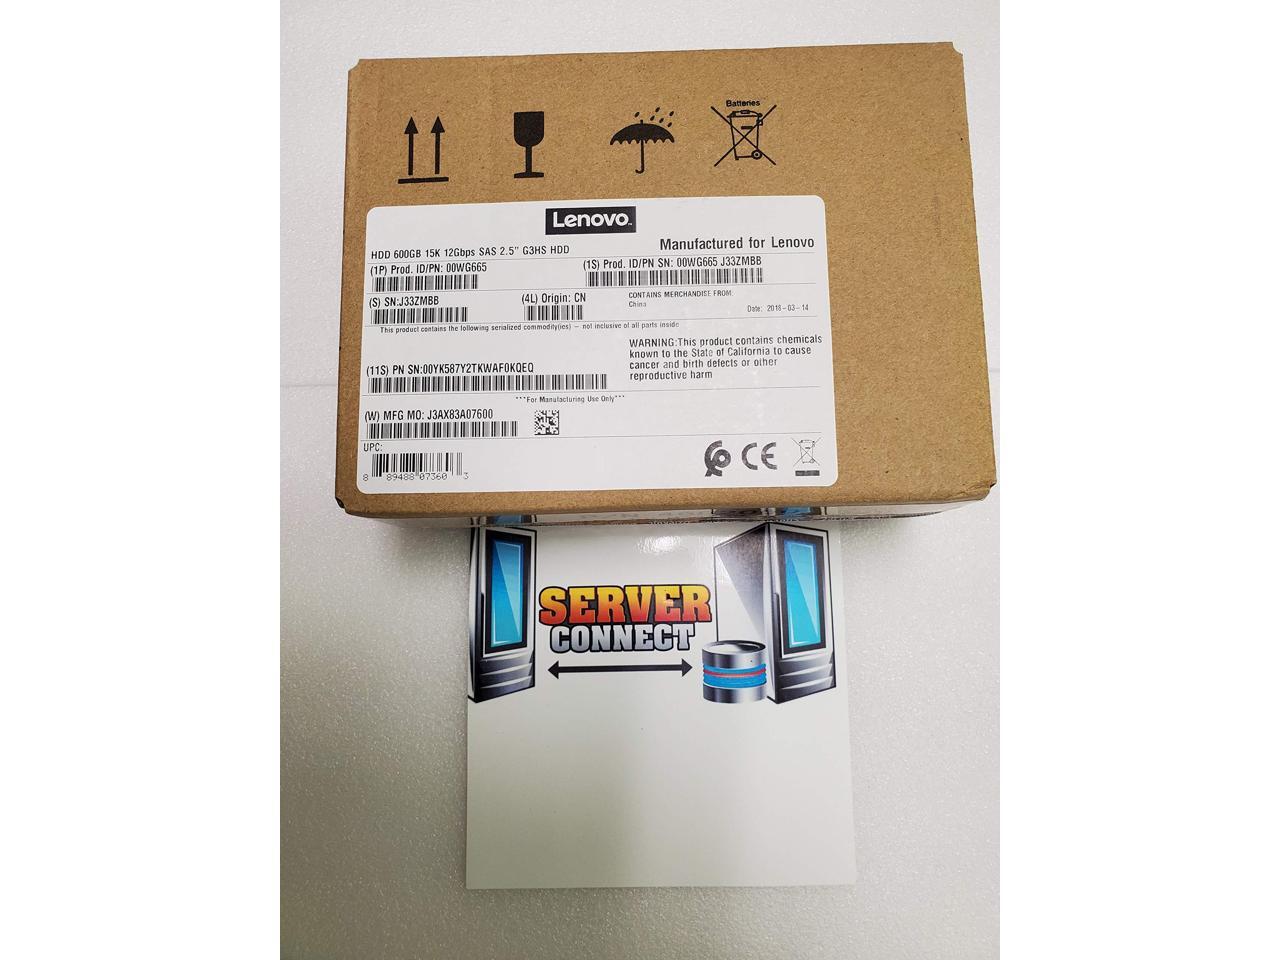 Batteries
Lenovo
HDD 600GB 15K 12Gbps SAS 2.5" G3HS HDD
Manufactured for Lenovo
(1P) Prod. ID/PN: 00WG665
(1S) Prod. ID/PN SN: 00WG665 J33ZMBB
(S) SN:J33ZMBB
(4L) Origin: CN
CONTAINS MERCHANDISE FROM:
China
Date: 2018-03-14
This product contains the following serialized commodity(ies) — not inclusive of all parts inside
WARNING:This product contains chemicals
known to the State of California to cause
cancer and birth defects or other
reproductive harm
(11S) PN SN:00YK587Y2TKWAF0KQEQ
***For Manufacturing Use Only***
(W) MFG MO: J3AX83A07600
UPC:
8 89488 07360 3
CE
SERVER
CONNECT